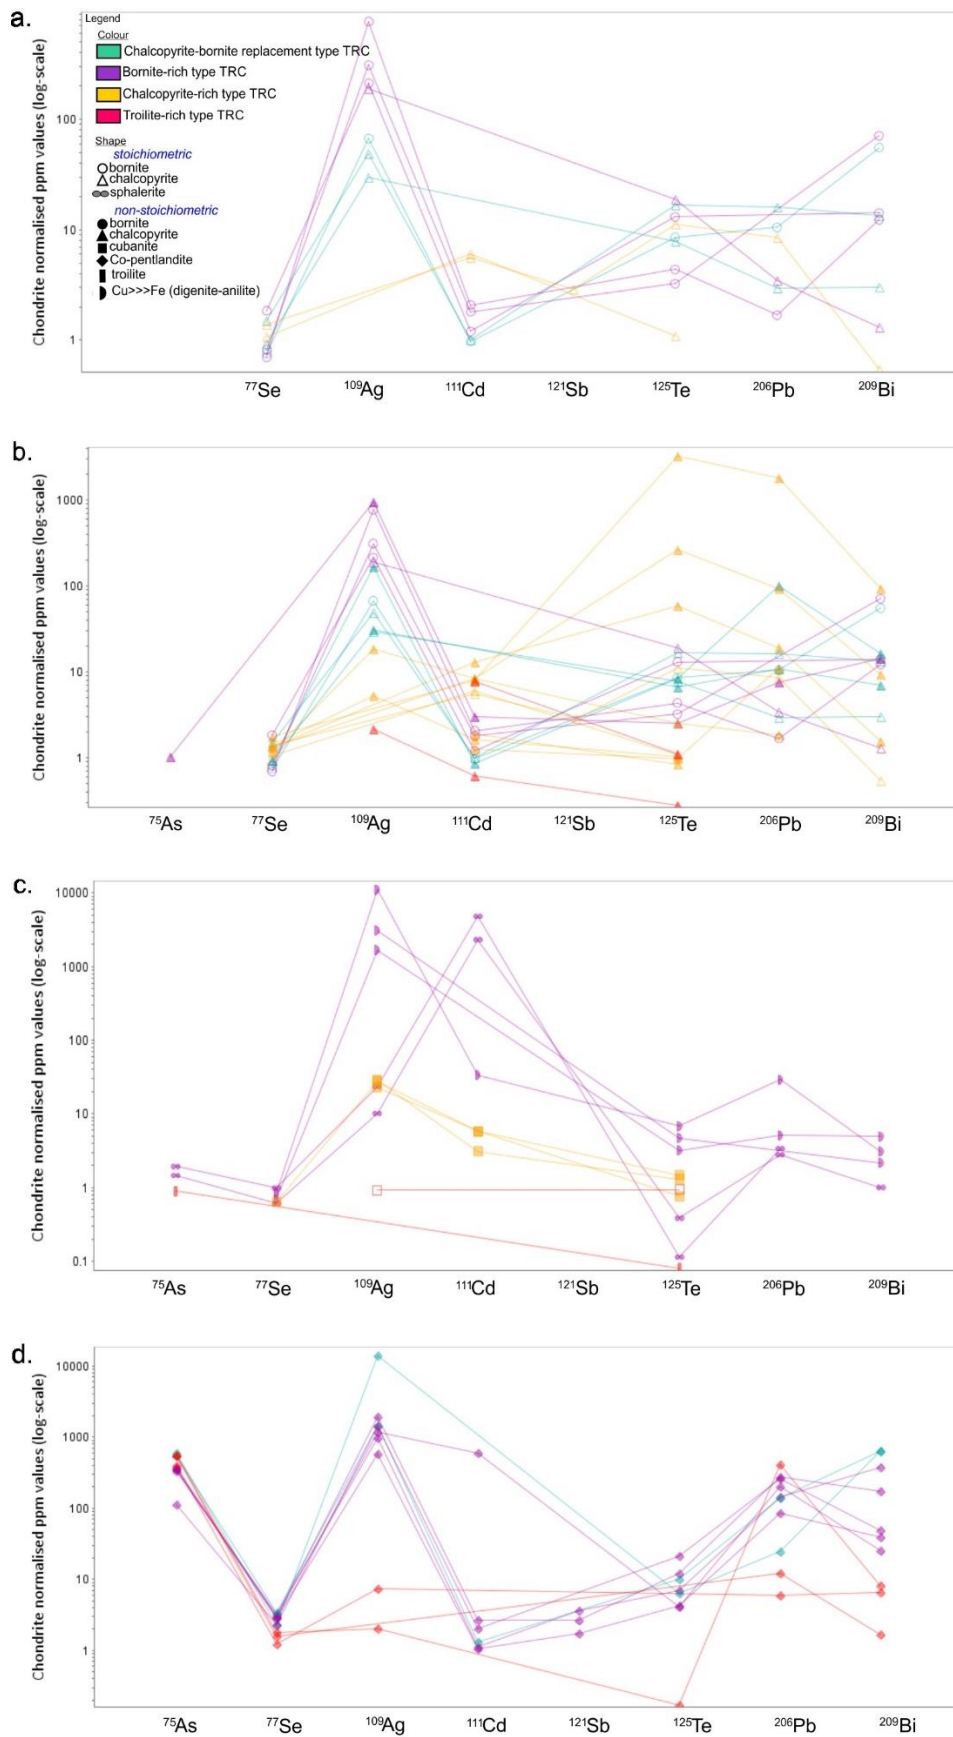 a.
Legend
Colour
Chalcopyrite-bornite replacement type TRC
Bornite-rich type TRC
Chalcopyrite-rich type TRC
Troilite-rich type TRC
Shape
stoichiometric
bornite
chalcopyrite
sphalerite
non-stoichiometric
bornite
chalcopyrite
cubanite
Co-pentlandite
troilite
Cu>>>Fe (digenite-anilite)
Chondrite normalised ppm values (log-scale)
100
10
1
77Se 109Ag 111Cd 121Sb 125Te 206Pb 209Bi
b.
Chondrite normalised ppm values (log-scale)
1000
100
10
1
75As 77Se 109Ag 111Cd 121Sb 125Te 206Pb 209Bi
c.
Chondrite normalised ppm values (log-scale)
10000
1000
100
10
1
0.1
75As 77Se 109Ag 111Cd 121Sb 125Te 206Pb 209Bi
d.
Chondrite normalised ppm values (log-scale)
10000
1000
100
10
1
75As 77Se 109Ag 111Cd 121Sb 125Te 206Pb 209Bi